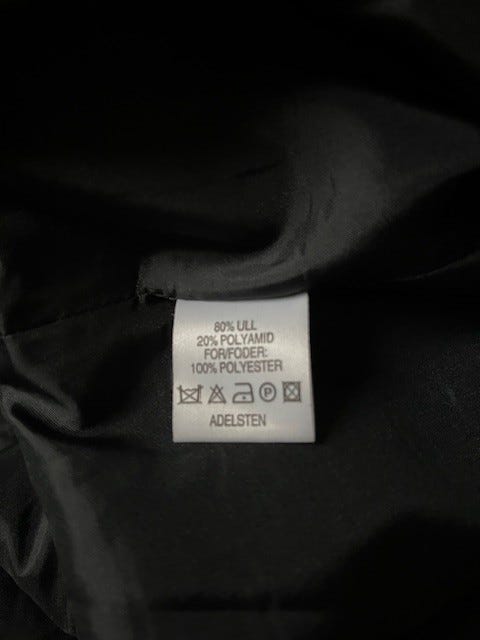 80% ULL
20% POLYAMID
FOR/FODER:
100% POLYESTER
P
ADELSTEN